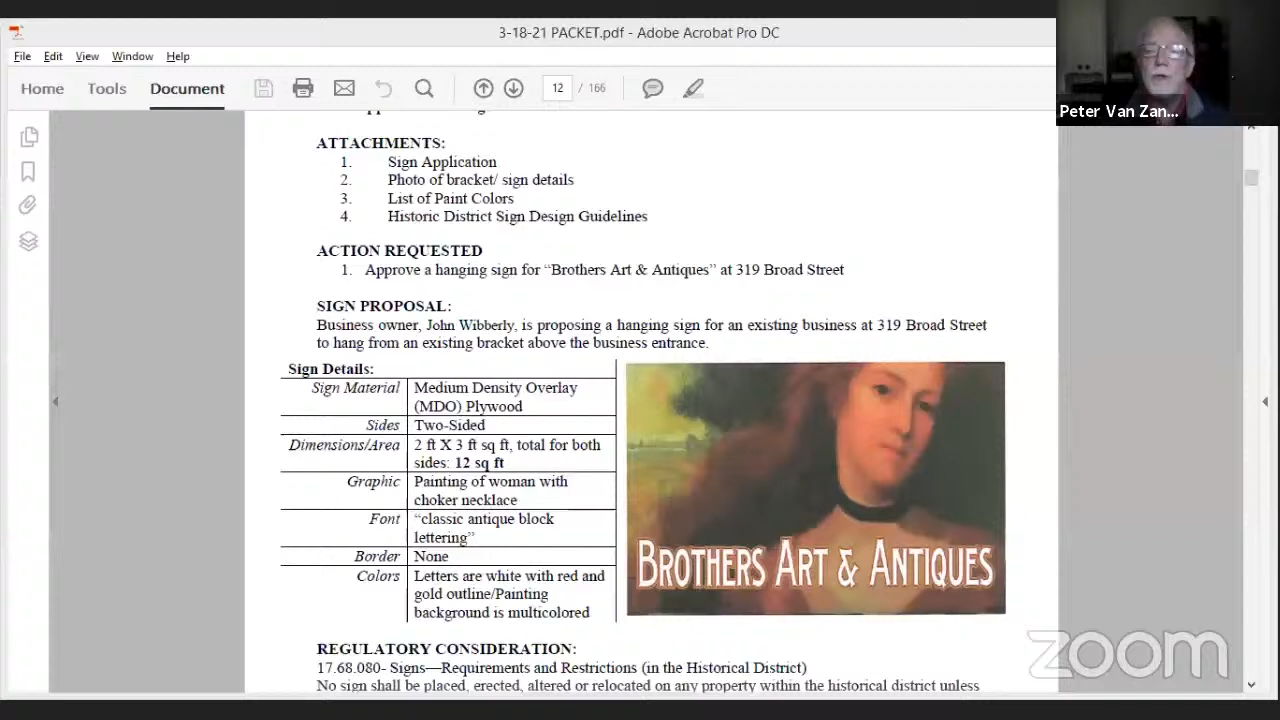 3-18-21 PACKET.pdf - Adobe Acrobat Pro DC
File Edit View Window Help
Home Tools Document 12 / 166
Peter Van Zan...
ATTACHMENTS:
1. Sign Application
2. Photo of bracket/ sign details
3. List of Paint Colors
4. Historic District Sign Design Guidelines
ACTION REQUESTED
1. Approve a hanging sign for “Brothers Art & Antiques” at 319 Broad Street
SIGN PROPOSAL:
Business owner, John Wibberly, is proposing a hanging sign for an existing business at 319 Broad Street
to hang from an existing bracket above the business entrance.
Sign Details:
Sign Material Medium Density Overlay
(MDO) Plywood
Sides Two-Sided
Dimensions/Area 2 ft X 3 ft sq ft, total for both
sides: 12 sq ft
Graphic Painting of woman with
choker necklace
Font “classic antique block
lettering”
Border None
Colors Letters are white with red and
gold outline/Painting
background is multicolored
BROTHERS ART & ANTIQUES
REGULATORY CONSIDERATION:
17.68.080- Signs—Requirements and Restrictions (in the Historical District)
No sign shall be placed, erected, altered or relocated on any property within the historical district unless
zoom